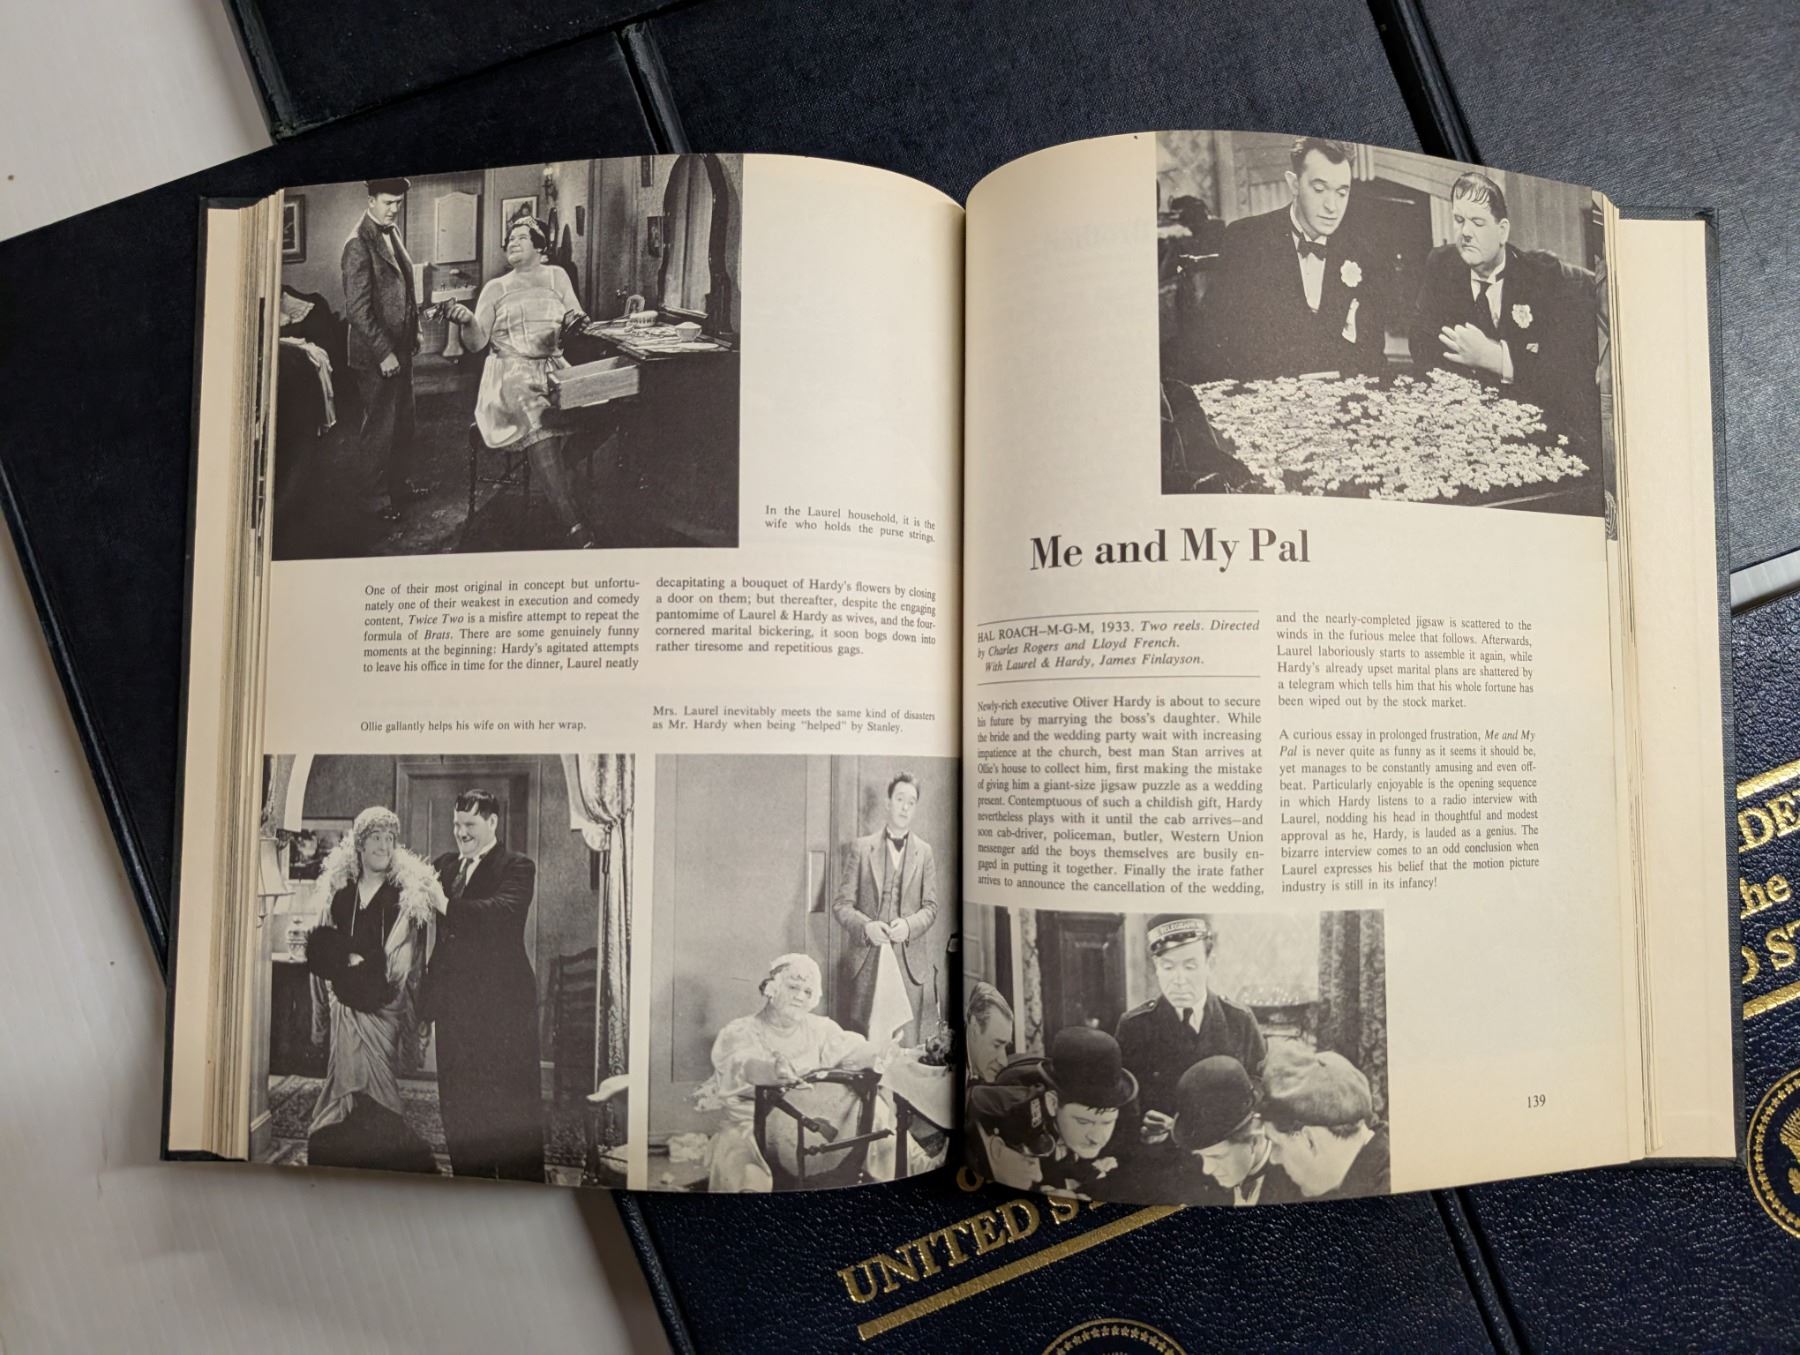 In the Laurel household, it is the
wife who holds the purse strings.
One of their most original in concept but unfortu-
nately one of their weakest in execution and comedy
content, Twice Two is a misfire attempt to repeat the
formula of Brats. There are some genuinely funny
moments at the beginning: Hardy's agitated attempts
to leave his office in time for the dinner, Laurel neatly
decapitating a bouquet of Hardy's flowers by closing
a door on them; but thereafter, despite the engaging
pantomime of Laurel & Hardy as wives, and the four-
cornered marital bickering, it soon bogs down into
rather tiresome and repetitious gags.
Ollie gallantly helps his wife on with her wrap.
Mrs. Laurel inevitably meets the same kind of disasters
as Mr. Hardy when being "helped" by Stanley.
Me and My Pal
HAL ROACH–M-G-M, 1933. Two reels. Directed
by Charles Rogers and Lloyd French.
With Laurel & Hardy, James Finlayson.
Newly-rich executive Oliver Hardy is about to secure
his future by marrying the boss's daughter. While
the bride and the wedding party wait with increasing
impatience at the church, best man Stan arrives at
Ollie's house to collect him, first making the mistake
of giving him a giant-size jigsaw puzzle as a wedding
present. Contemptuous of such a childish gift, Hardy
nevertheless plays with it until the cab arrives—and
soon cab-driver, policeman, butler, Western Union
messenger and the boys themselves are busily en-
gaged in putting it together. Finally the irate father
arrives to announce the cancellation of the wedding,
and the nearly-completed jigsaw is scattered to the
winds in the furious melee that follows. Afterwards,
Laurel laboriously starts to assemble it again, while
Hardy's already upset marital plans are shattered by
a telegram which tells him that his whole fortune has
been wiped out by the stock market.
A curious essay in prolonged frustration, Me and My
Pal is never quite as funny as it seems it should be,
yet manages to be constantly amusing and even off-
beat. Particularly enjoyable is the opening sequence
in which Hardy listens to a radio interview with
Laurel, nodding his head in thoughtful and modest
approval as he, Hardy, is lauded as a genius. The
bizarre interview comes to an odd conclusion when
Laurel expresses his belief that the motion picture
industry is still in its infancy!
TELEGRAPH
139
UNITED ST
DE
the
ST